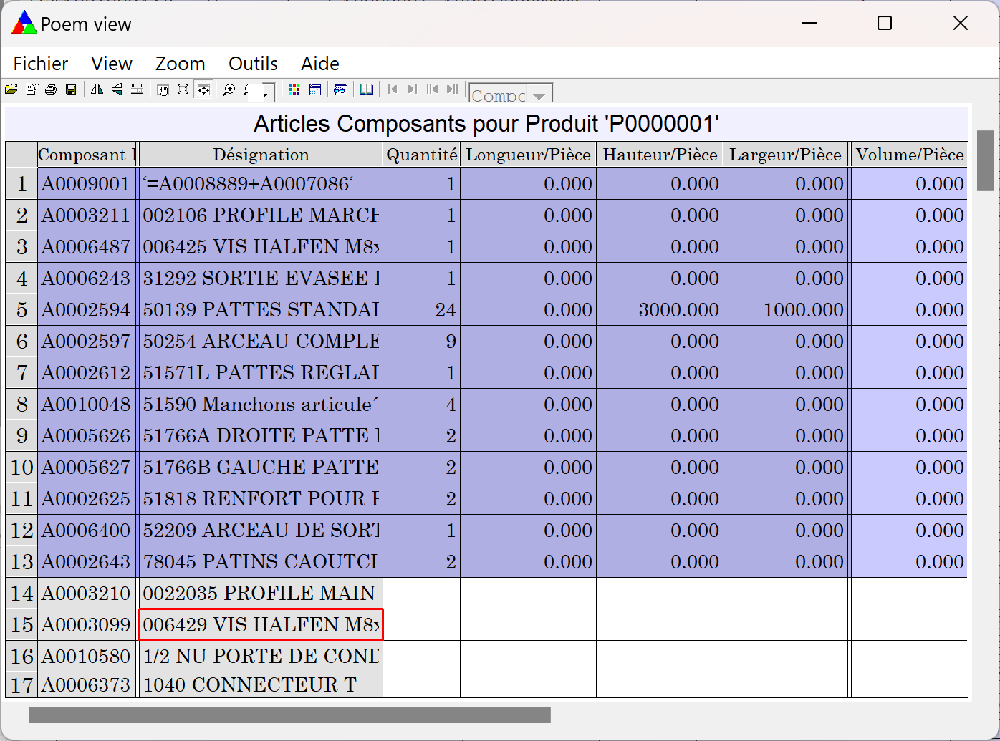 Poem view
Fichier View Zoom Outils Aide
Compo
Articles Composants pour Produit 'P0000001'
Composant Désignation Quantité Longueur/Pièce Hauteur/Pièce Largeur/Pièce Volume/Pièce
1 A0009001 ‘=A0008889+A0007086‘ 1 0.000 0.000 0.000 0.000
2 A0003211 002106 PROFILE MARCH 1 0.000 0.000 0.000 0.000
3 A0006487 006425 VIS HALFEN M8x 1 0.000 0.000 0.000 0.000
4 A0006243 31292 SORTIE EVASEE 1 0.000 0.000 0.000 0.000
5 A0002594 50139 PATTES STANDAR 24 0.000 3000.000 1000.000 0.000
6 A0002597 50254 ARCEAU COMPLE 9 0.000 0.000 0.000 0.000
7 A0002612 51571L PATTES REGLAB 1 0.000 0.000 0.000 0.000
8 A0010048 51590 Manchons articule´ 4 0.000 0.000 0.000 0.000
9 A0005626 51766A DROITE PATTE 2 0.000 0.000 0.000 0.000
10 A0005627 51766B GAUCHE PATTE 2 0.000 0.000 0.000 0.000
11 A0002625 51818 RENFORT POUR 2 0.000 0.000 0.000 0.000
12 A0006400 52209 ARCEAU DE SORT 1 0.000 0.000 0.000 0.000
13 A0002643 78045 PATINS CAOUTCH 2 0.000 0.000 0.000 0.000
14 A0003210 0022035 PROFILE MAIN
15 A0003099 006429 VIS HALFEN M8x
16 A0010580 1/2 NU PORTE DE COND
17 A0006373 1040 CONNECTEUR T